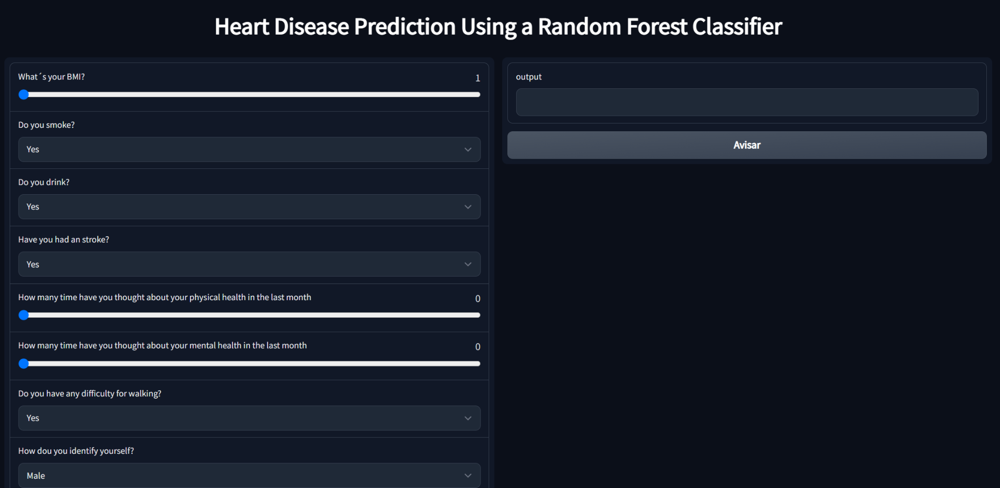 Heart Disease Prediction Using a Random Forest Classifier
What´s your BMI?
1
Do you smoke?
Yes
Do you drink?
Yes
Have you had an stroke?
Yes
How many time have you thought about your physical health in the last month
0
How many time have you thought about your mental health in the last month
0
Do you have any difficulty for walking?
Yes
How dou you identify yourself?
Male
output
Avisar